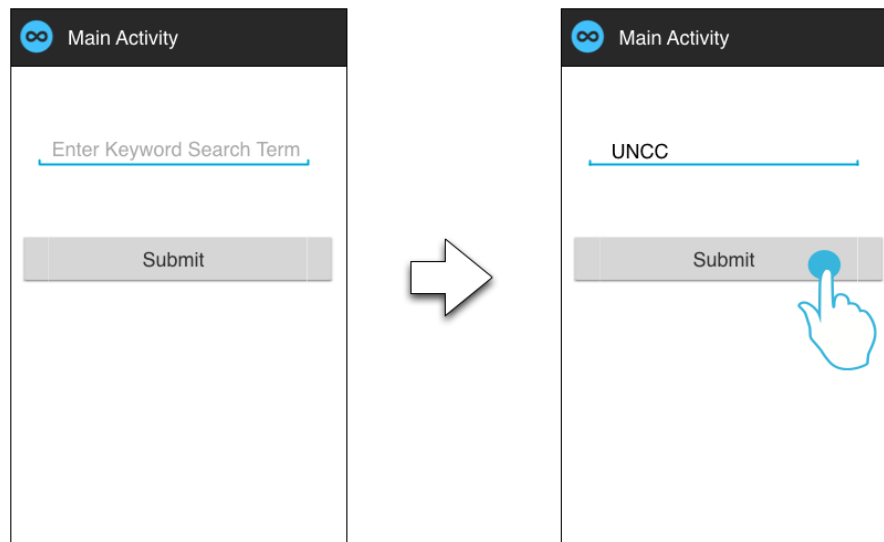 Main Activity
Enter Keyword Search Term
Submit
Main Activity
UNCC
Submit